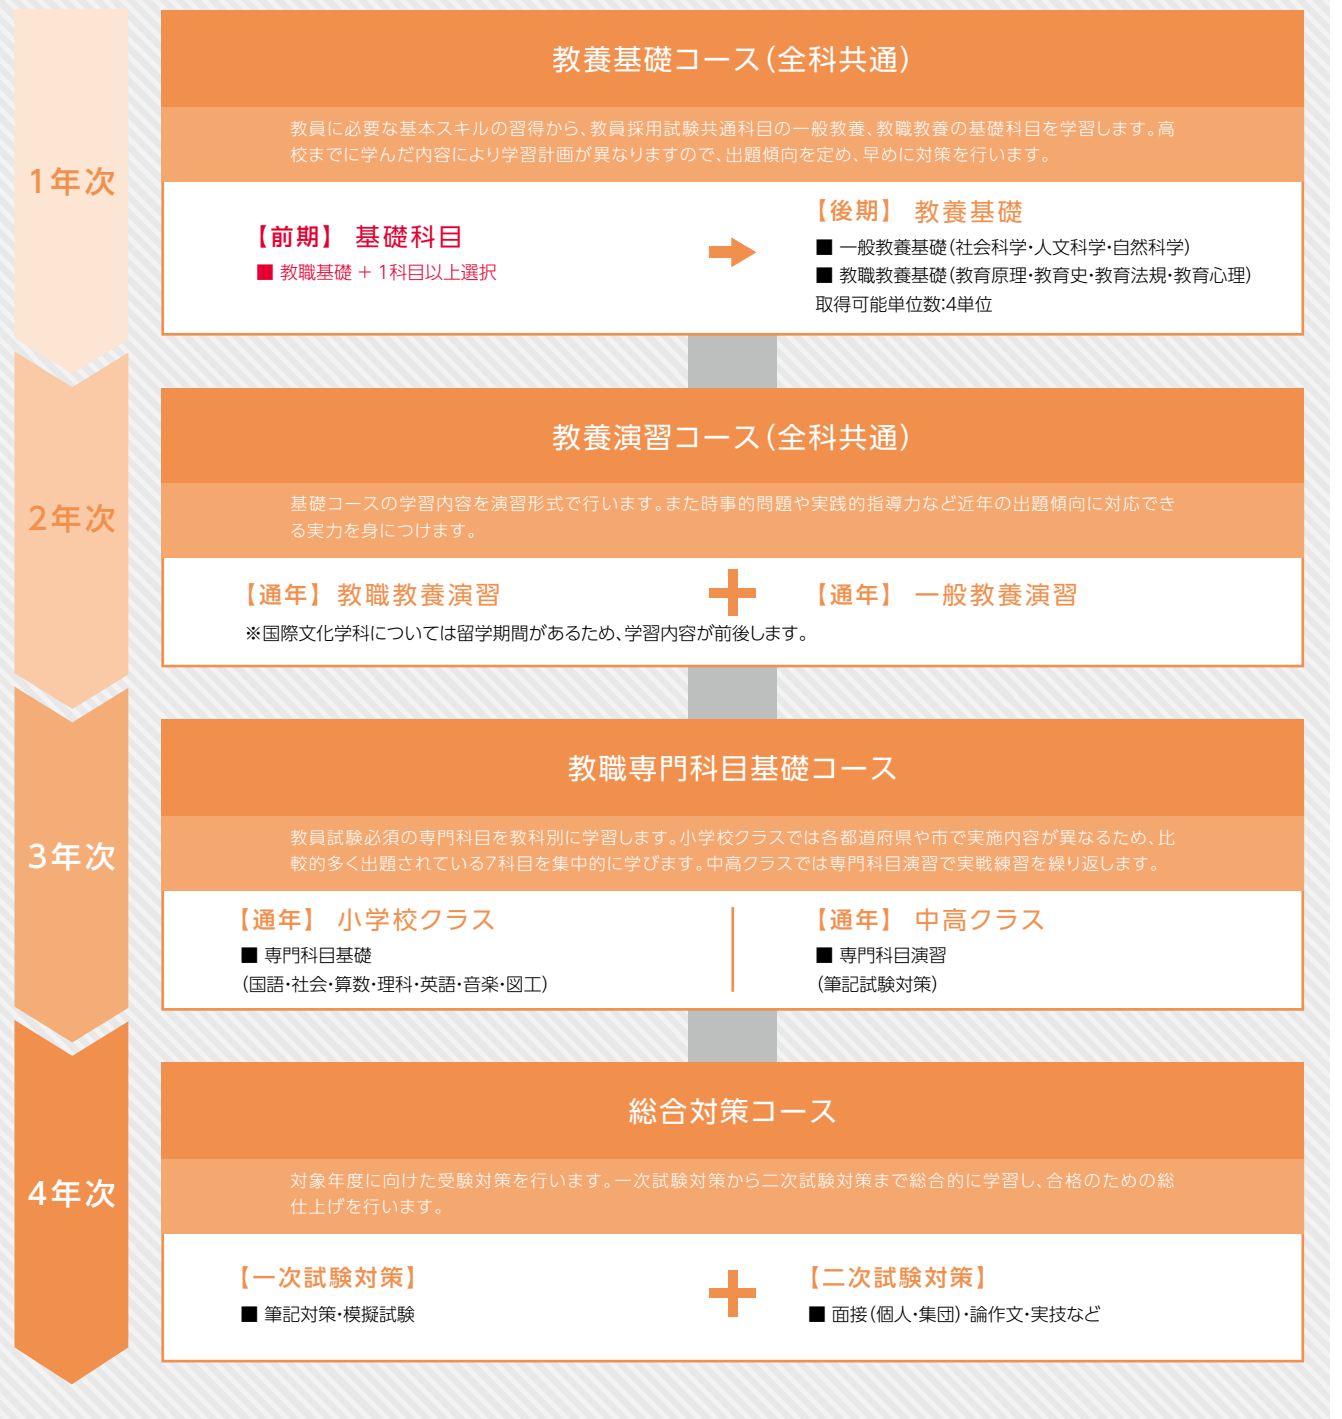 1年次
教養基礎コース（全科共通）
教員に必要な基本スキルの習得から、教員採用試験共通科目の一般教養、教職教養の基礎科目を学習します。高
校までに学んだ内容により学習計画が異なりますので、出題傾向を定め、早めに対策を行います。
【前期】 基礎科目
■ 教職基礎 + 1科目以上選択
【後期】 教養基礎
■ 一般教養基礎（社会科学・人文科学・自然科学）
■ 教職教養基礎（教育原理・教育史・教育法規・教育心理）
取得可能単位数:4単位
2年次
教養演習コース（全科共通）
基礎コースの学習内容を演習形式で行います。また時事的問題や実践的指導力など近年の出題傾向に対応でき
る実力を身につけます。
【通年】 教職教養演習
【通年】 一般教養演習
※国際文化学科については留学期間があるため、学習内容が前後します。
3年次
教職専門科目基礎コース
教員試験必須の専門科目を教科別に学習します。小学校クラスでは各都道府県や市で実施内容が異なるため、比
較的多く出題されている7科目を集中的に学びます。中高クラスでは専門科目演習で実戦練習を繰り返します。
【通年】 小学校クラス
■ 専門科目基礎
（国語・社会・算数・理科・英語・音楽・図工）
【通年】 中高クラス
■ 専門科目演習
（筆記試験対策）
4年次
総合対策コース
対象年度に向けた受験対策を行います。一次試験対策から二次試験対策まで総合的に学習し、合格のための総
仕上げを行います。
【一次試験対策】
■ 筆記対策・模擬試験
【二次試験対策】
■ 面接（個人・集団）・論作文・実技など